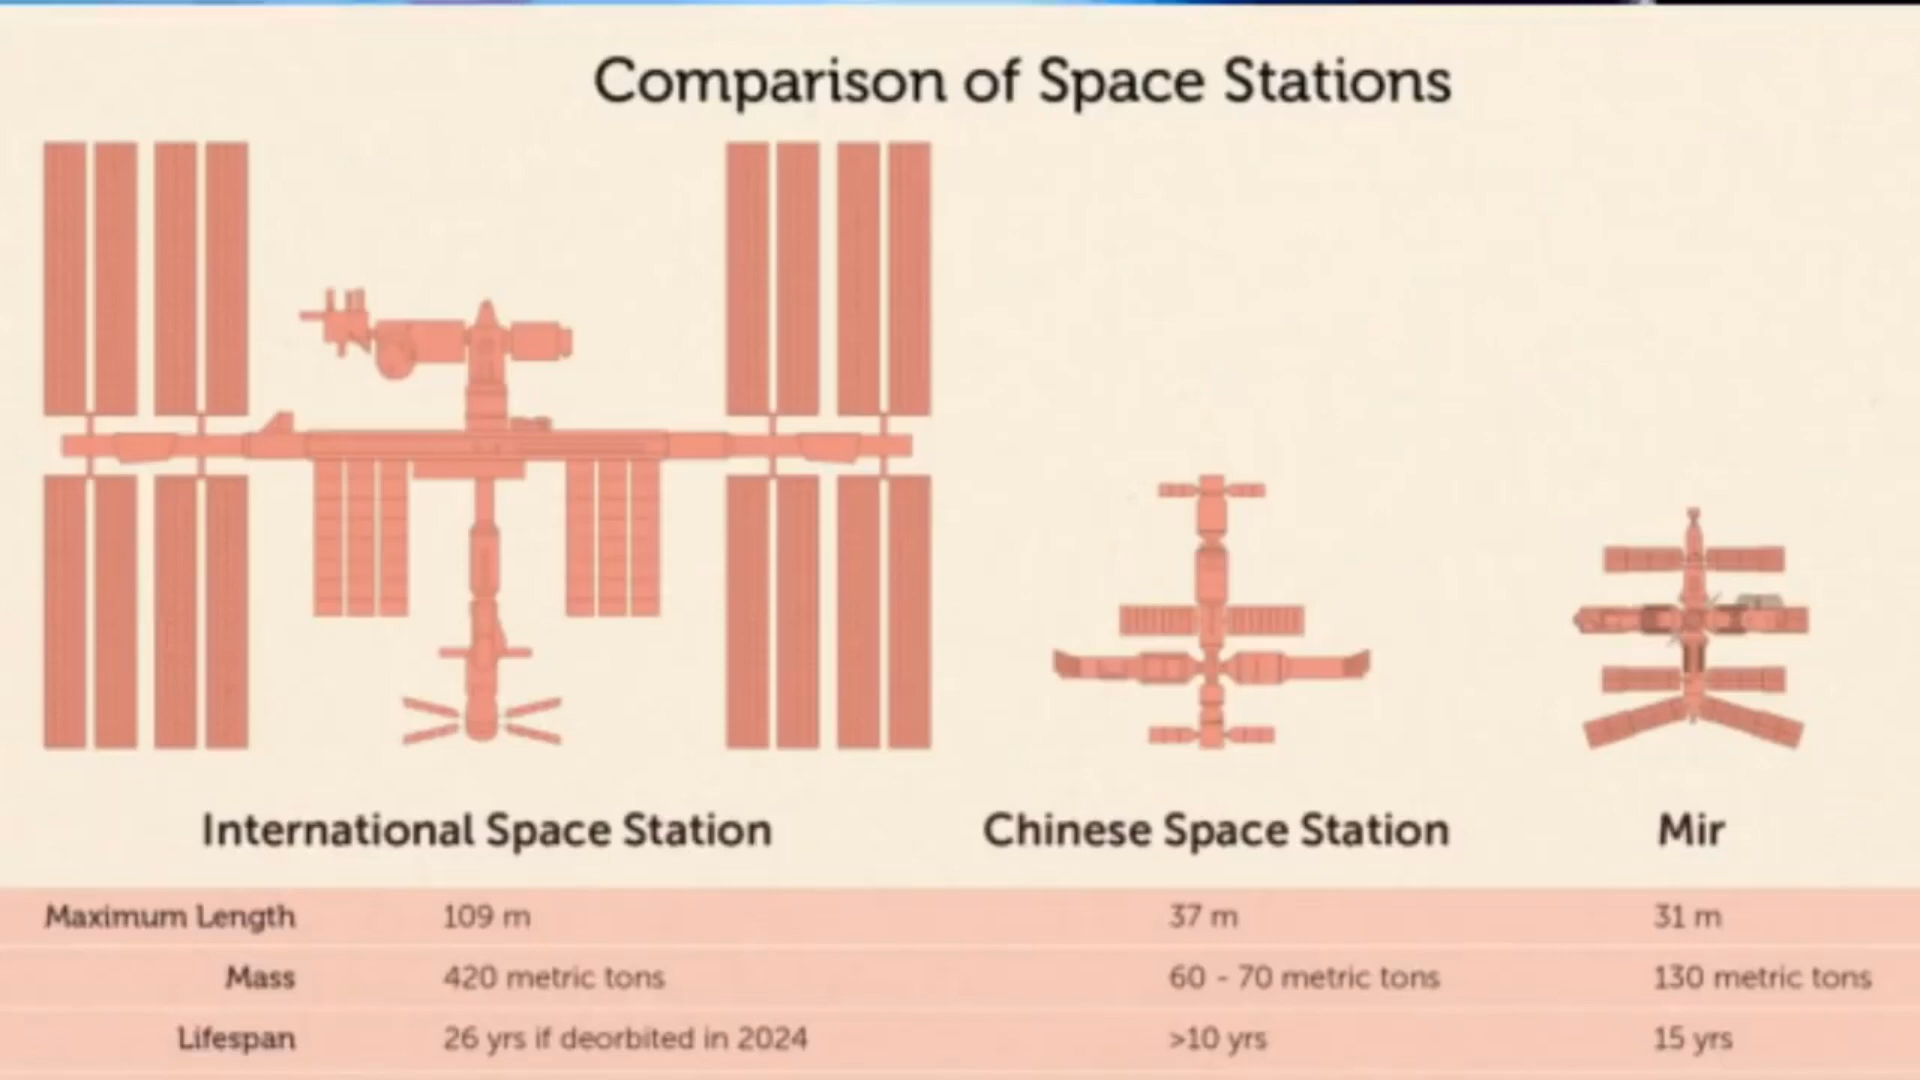 Comparison of Space Stations
International Space Station
Chinese Space Station
Mir
Maximum Length 109 m 37 m 31 m
Mass 420 metric tons 60 - 70 metric tons 130 metric tons
Lifespan 26 yrs if deorbited in 2024 >10 yrs 15 yrs